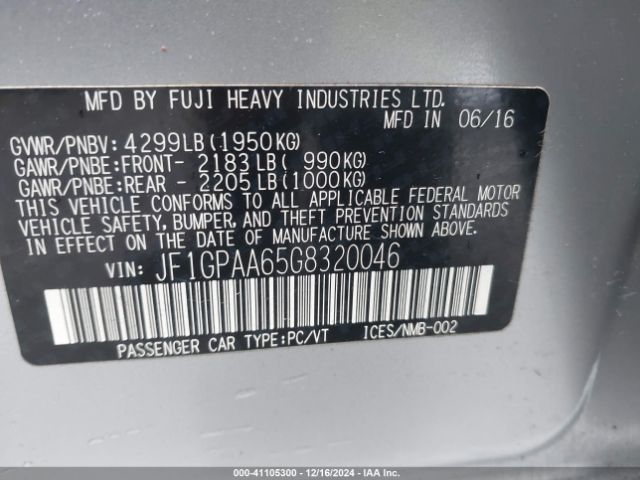 MFD BY FUJI HEAVY INDUSTRIES LTD.
MFD IN 06/16
GVWR/PNBV: 4299LB(1950KG)
GAWR/PNBE:FRONT- 2183LB( 990KG)
GAWR/PNBE:REAR - 2205LB(1000KG)
THIS VEHICLE CONFORMS TO ALL APPLICABLE FEDERAL MOTOR
VEHICLE SAFETY, BUMPER, AND THEFT PREVENTION STANDARDS
IN EFFECT ON THE DATE OF MANUFACTURE SHOWN ABOVE.
VIN: JF1GPAA65G8320046
PASSENGER CAR TYPE:PC/VT ICES/NMB-002
000-41105300 - 12/16/2024 - IAAI.com